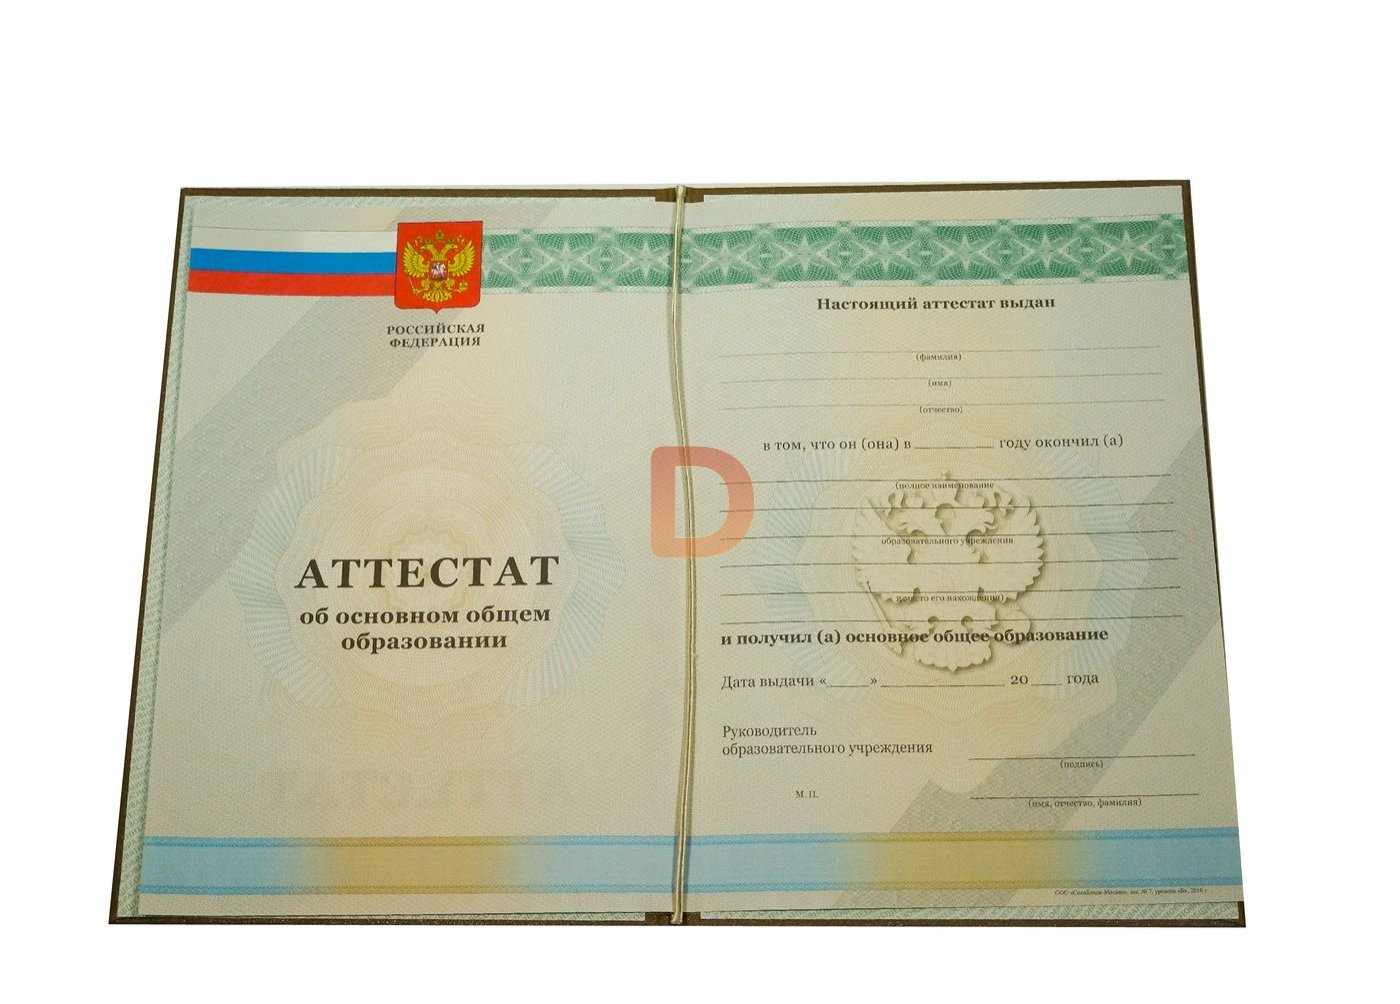 РОССИЙСКАЯ
ФЕДЕРАЦИЯ
АТТЕСТАТ
об основном общем
образовании
Настоящий аттестат выдан
(фамилия)
(имя)
(отчество)
в том, что он (она) в ________ году окончил (а)
(полное наименование
образовательного учреждения
и место его нахождения)
и получил (а) основное общее образование
Дата выдачи «_____» ______________ 20 ____ года
Руководитель
образовательного учреждения
(подпись)
М. П.
(имя, отчество, фамилия)
D